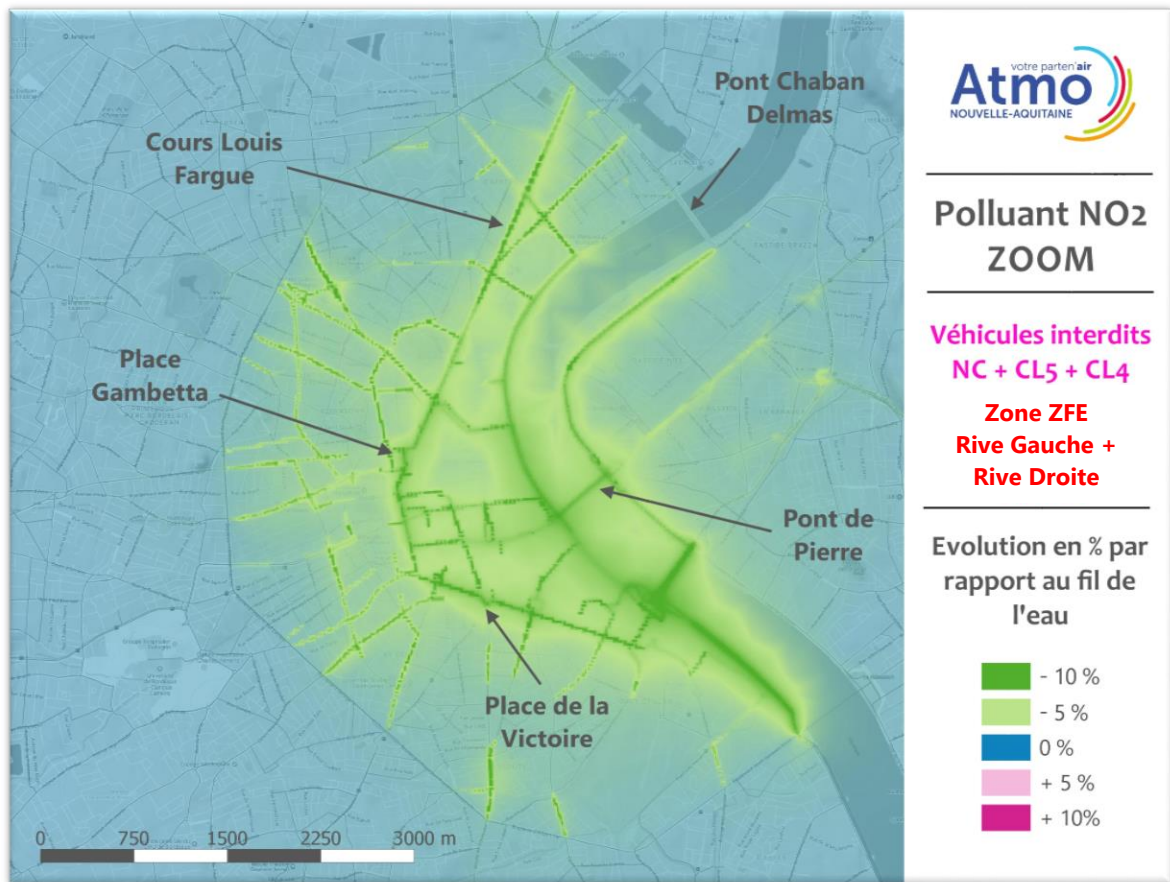 Pont Chaban
Delmas
Cours Louis
Fargue
Place
Gambetta
Pont de
Pierre
Place de la
Victoire
0 750 1500 2250 3000 m
votre parten'air
Atmo
NOUVELLE-AQUITAINE
Polluant NO2
ZOOM
Véhicules interdits
NC + CL5 + CL4
Zone ZFE
Rive Gauche +
Rive Droite
Evolution en % par
rapport au fil de
l'eau
- 10 %
- 5 %
0 %
+ 5 %
+ 10%